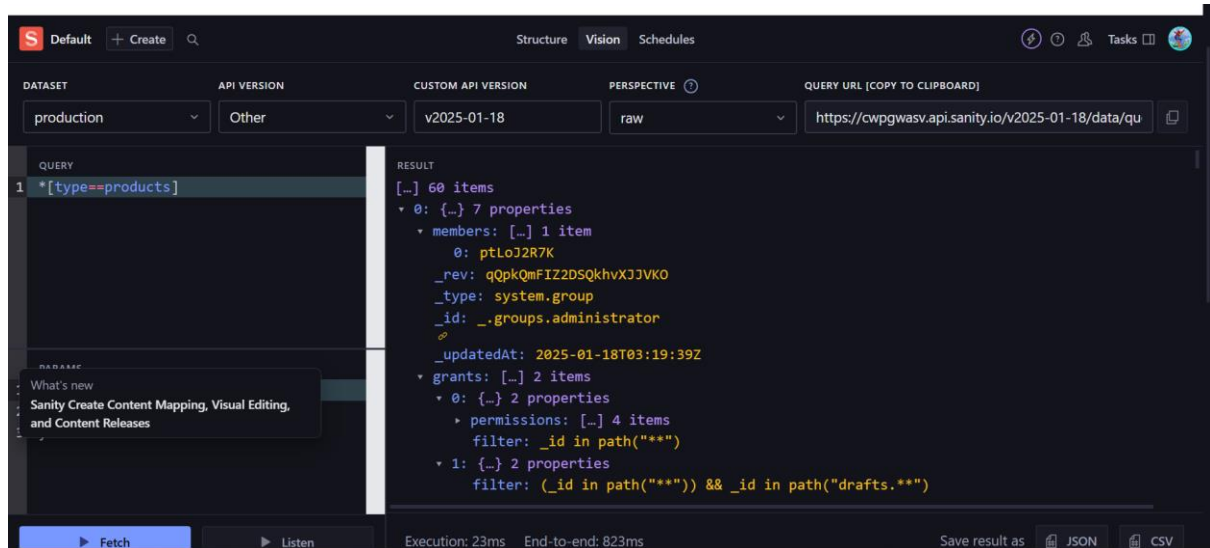 S Default + Create
Structure Vision Schedules
Tasks
DATASET
API VERSION
CUSTOM API VERSION
PERSPECTIVE ?
QUERY URL [COPY TO CLIPBOARD]
production
Other
v2025-01-18
raw
https://cwpgwasv.api.sanity.io/v2025-01-18/data/qu
QUERY
1 *[type==products]
PARAMS
What's new
Sanity Create Content Mapping, Visual Editing,
and Content Releases
Fetch
Listen
RESULT
[…] 60 items
0: {…} 7 properties
members: […] 1 item
0: ptLoJ2R7K
_rev: qQpkQmFIZ2DSQkhvXJJVKO
_type: system.group
_id: _.groups.administrator
_updatedAt: 2025-01-18T03:19:39Z
grants: […] 2 items
0: {…} 2 properties
permissions: […] 4 items
filter: _id in path("**")
1: {…} 2 properties
filter: (_id in path("**")) && _id in path("drafts.**")
Execution: 23ms End-to-end: 823ms
Save result as JSON CSV